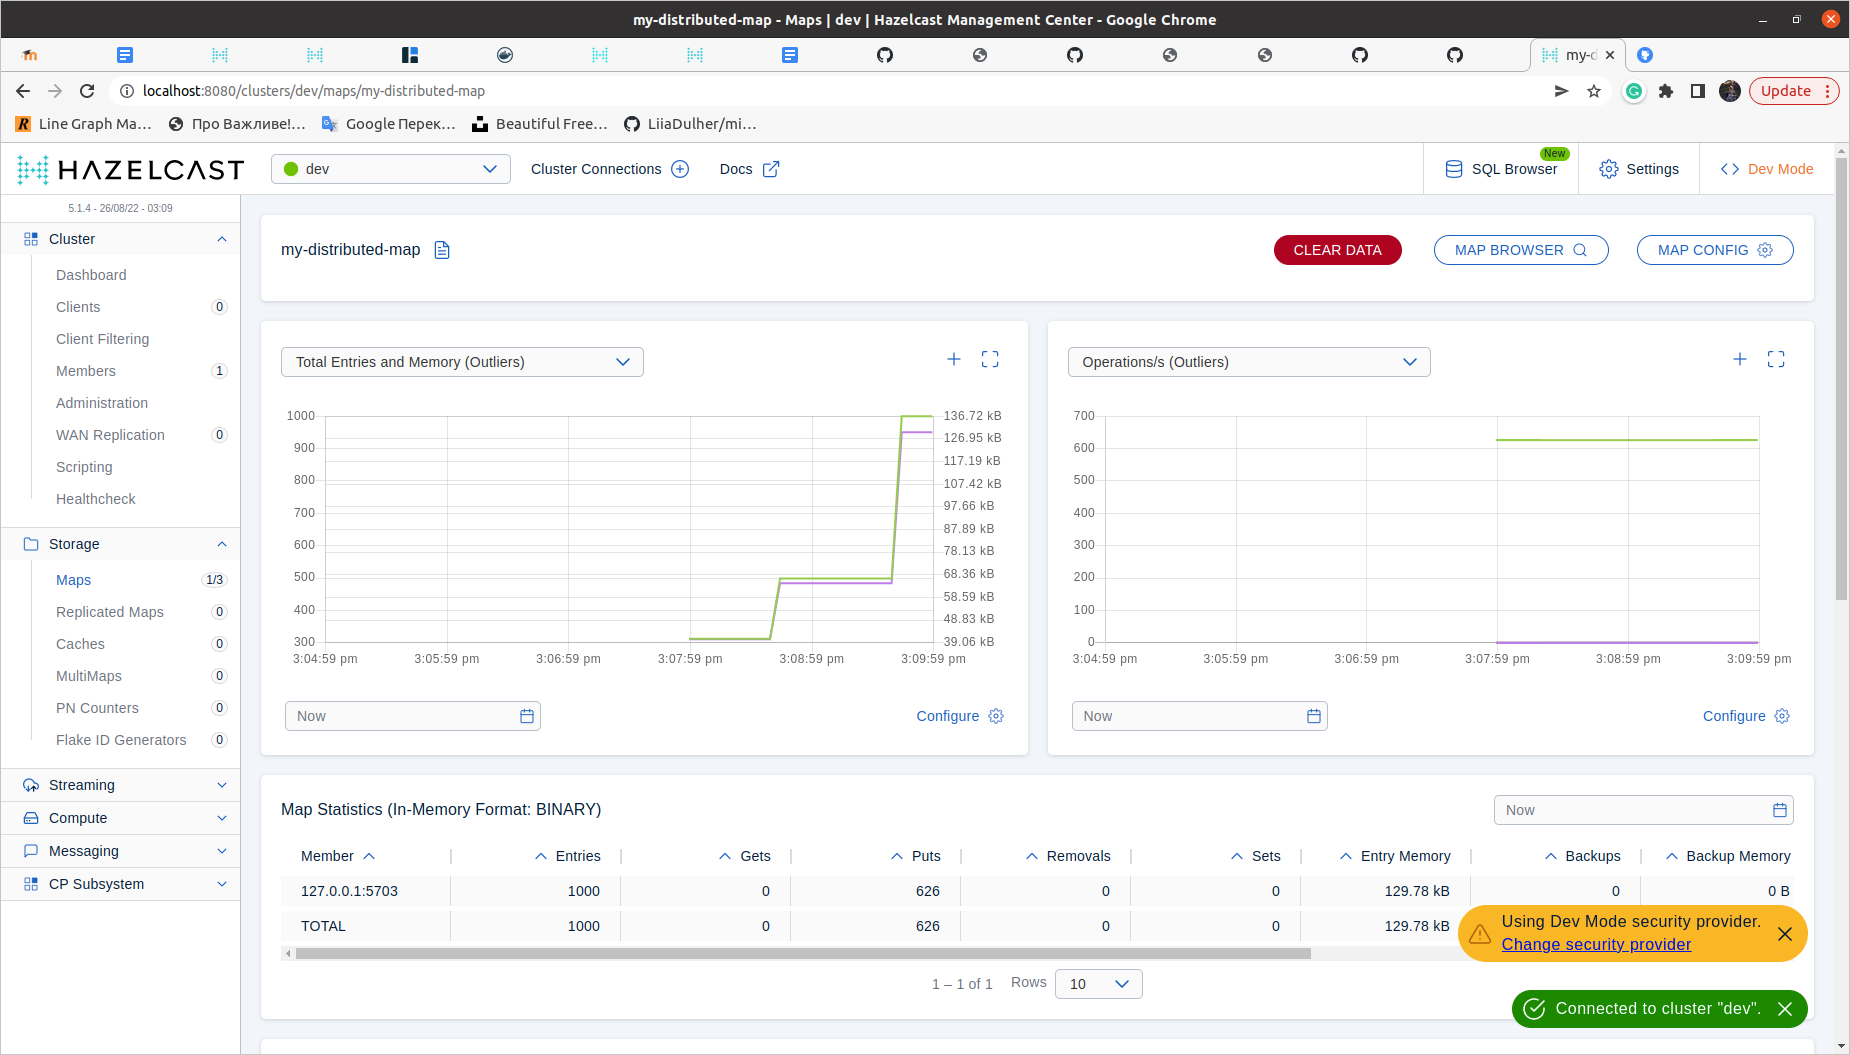 my-distributed-map - Maps | dev | Hazelcast Management Center - Google Chrome
my-d
localhost:8080/clusters/dev/maps/my-distributed-map
Update
Line Graph Ma...
Про Важливе!...
Google Перек...
Beautiful Free...
LiiaDulher/mi...
HAZELCAST
dev
Cluster Connections
Docs
New
SQL Browser
Settings
Dev Mode
5.1.4 - 26/08/22 - 03:09
Cluster
Dashboard
Clients 0
Client Filtering
Members 1
Administration
WAN Replication 0
Scripting
Healthcheck
Storage
Maps 1/3
Replicated Maps 0
Caches 0
MultiMaps 0
PN Counters 0
Flake ID Generators 0
Streaming
Compute
Messaging
CP Subsystem
my-distributed-map
CLEAR DATA
MAP BROWSER
MAP CONFIG
Total Entries and Memory (Outliers)
1000
900
800
700
600
500
400
300
136.72 kB
126.95 kB
117.19 kB
107.42 kB
97.66 kB
87.89 kB
78.13 kB
68.36 kB
58.59 kB
48.83 kB
39.06 kB
3:04:59 pm 3:05:59 pm 3:06:59 pm 3:07:59 pm 3:08:59 pm 3:09:59 pm
Now
Configure
Operations/s (Outliers)
700
600
500
400
300
200
100
0
3:04:59 pm 3:05:59 pm 3:06:59 pm 3:07:59 pm 3:08:59 pm 3:09:59 pm
Now
Configure
Map Statistics (In-Memory Format: BINARY)
Now
Member Entries Gets Puts Removals Sets Entry Memory Backups Backup Memory
127.0.0.1:5703 1000 0 626 0 0 129.78 kB 0 0 B
TOTAL 1000 0 626 0 0 129.78 kB
1 – 1 of 1 Rows 10
Using Dev Mode security provider.
Change security provider
Connected to cluster "dev".